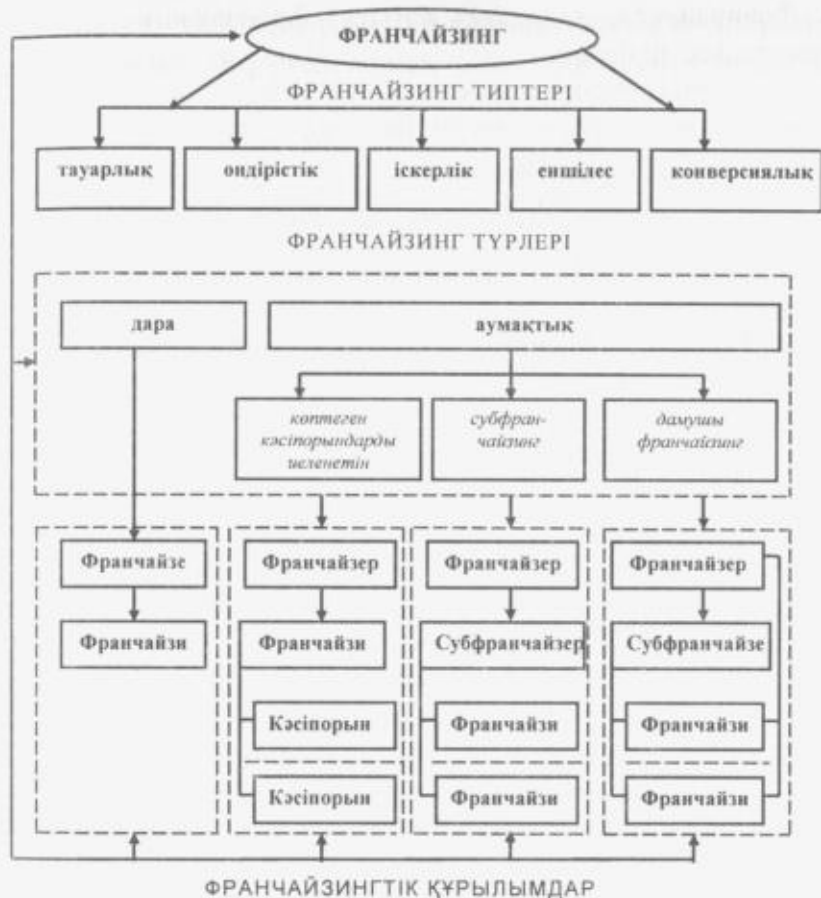 ФРАНЧАЙЗИНГ
ФРАНЧАЙЗИНГ ТИПТЕРІ
тауарлық
өндірістік
іскерлік
еншілес
конверсиялық
ФРАНЧАЙЗИНГ ТҮРЛЕРІ
дара
аумақтық
көптеген
кәсіпорындарды
иеленетін
субфран-
чайзинг
дамушы
франчайзинг
Франчайзе
Франчайзер
Франчайзер
Франчайзер
Франчайзи
Франчайзи
Субфранчайзер
Субфранчайзе
Кәсіпорын
Франчайзи
Франчайзи
Кәсіпорын
Франчайзи
Франчайзи
ФРАНЧАЙЗИНГТІК ҚҰРЫЛЫМДАР